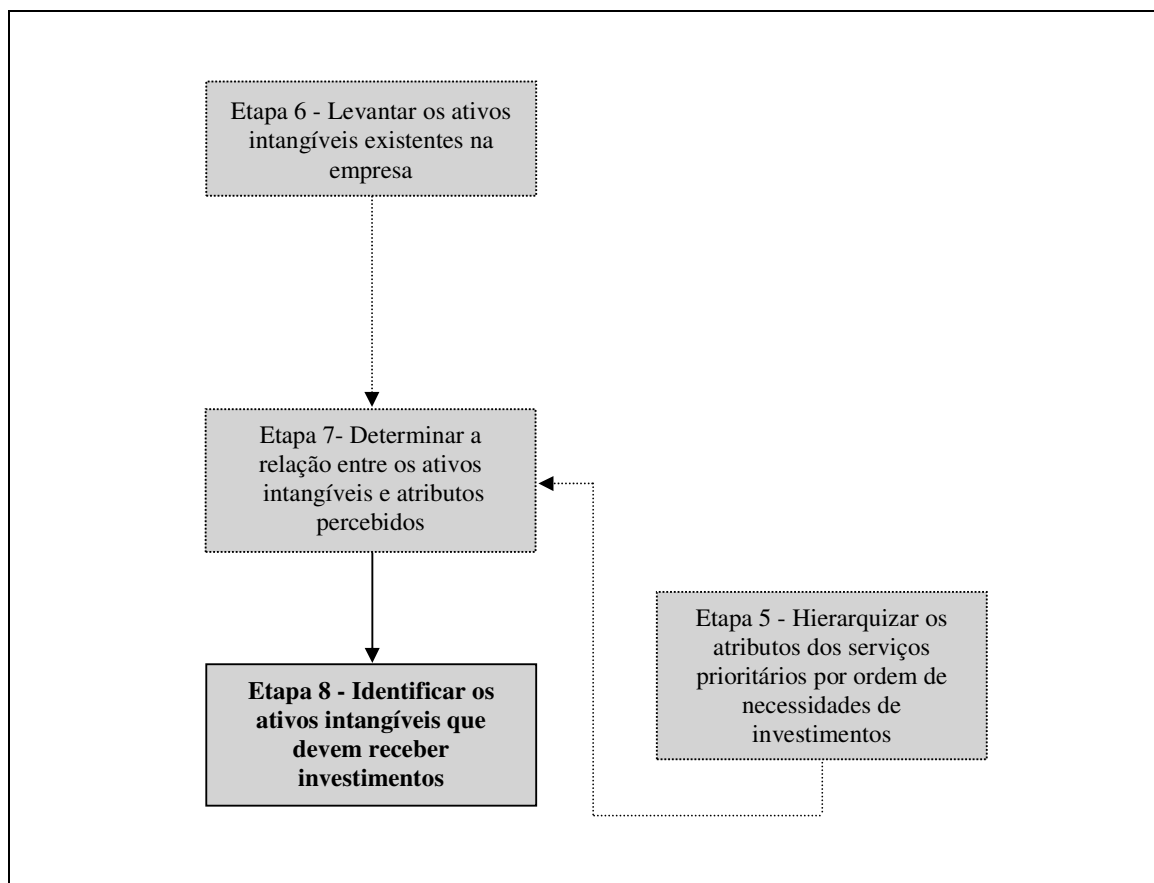 Etapa 6 - Levantar os ativos
intangíveis existentes na
empresa
Etapa 7- Determinar a
relação entre os ativos
intangíveis e atributos
percebidos
Etapa 5 - Hierarquizar os
atributos dos serviços
prioritários por ordem de
necessidades de
investimentos
Etapa 8 - Identificar os
ativos intangíveis que
devem receber
investimentos